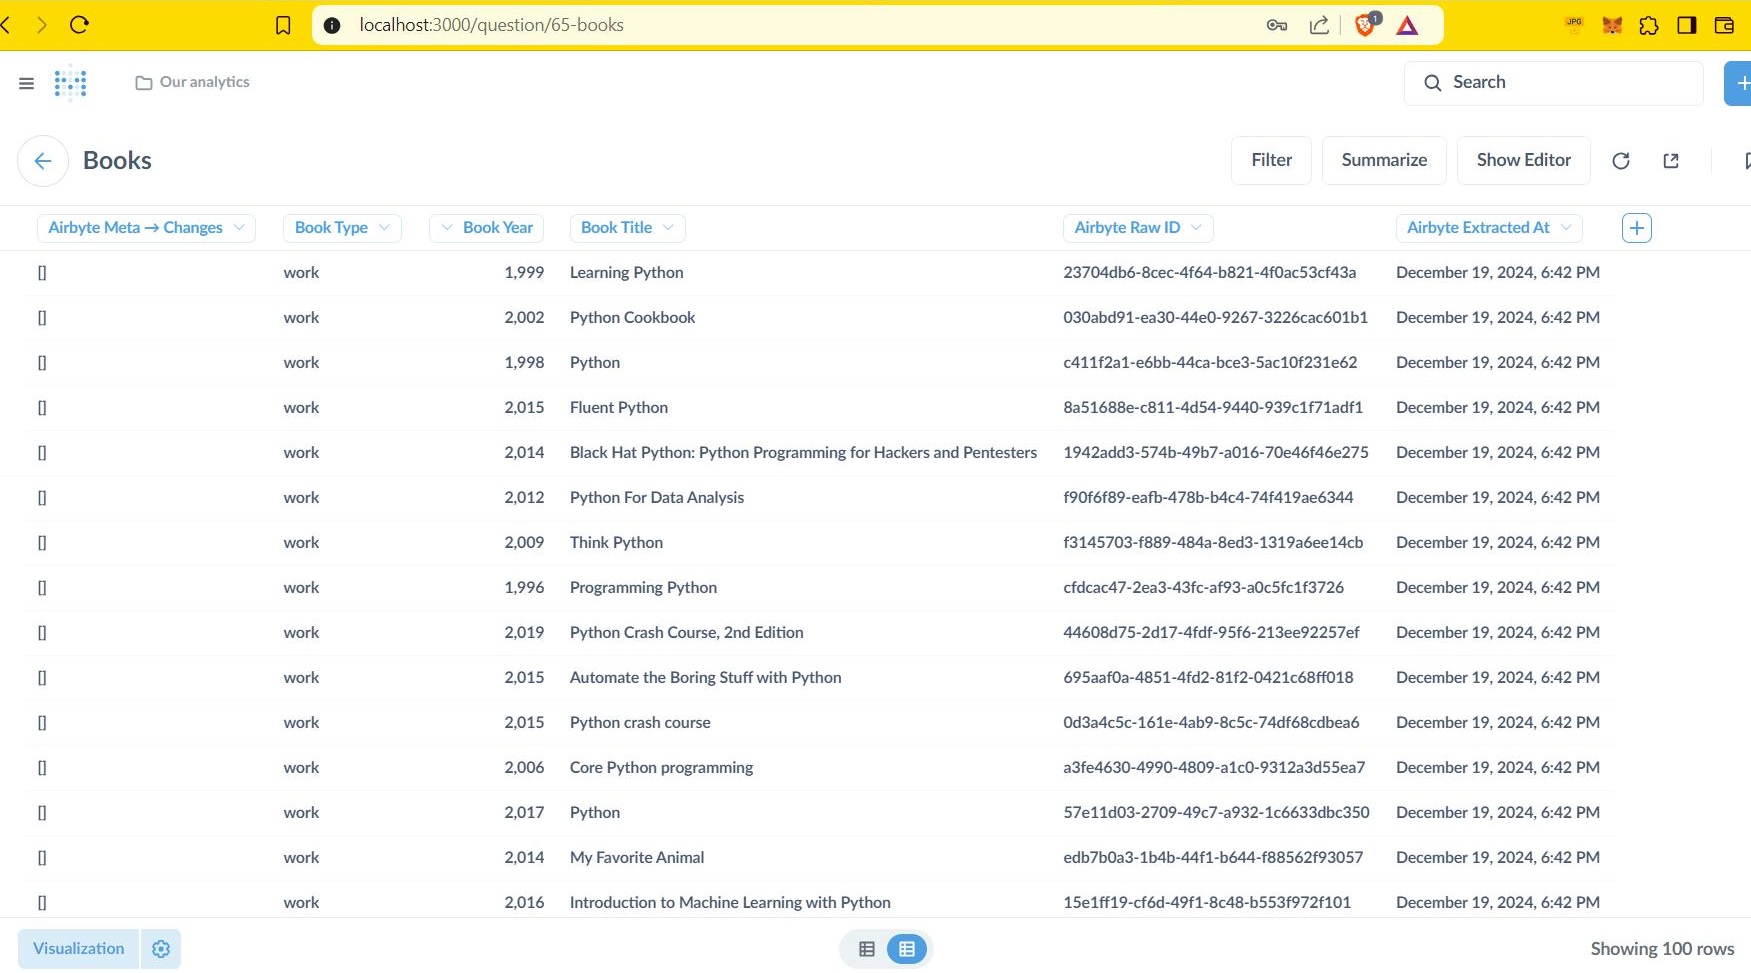 localhost:3000/question/65-books
1
JPG
Our analytics
Search
Books
Filter Summarize Show Editor
Airbyte Meta → Changes Book Type Book Year Book Title Airbyte Raw ID Airbyte Extracted At
[] work 1,999 Learning Python 23704db6-8cec-4f64-b821-4f0ac53cf43a December 19, 2024, 6:42 PM
[] work 2,002 Python Cookbook 030abd91-ea30-44e0-9267-3226cac601b1 December 19, 2024, 6:42 PM
[] work 1,998 Python c411f2a1-e6bb-44ca-bce3-5ac10f231e62 December 19, 2024, 6:42 PM
[] work 2,015 Fluent Python 8a51688e-c811-4d54-9440-939c1f71adf1 December 19, 2024, 6:42 PM
[] work 2,014 Black Hat Python: Python Programming for Hackers and Pentesters 1942add3-574b-49b7-a016-70e46f46e275 December 19, 2024, 6:42 PM
[] work 2,012 Python For Data Analysis f90f6f89-eafb-478b-b4c4-74f419ae6344 December 19, 2024, 6:42 PM
[] work 2,009 Think Python f3145703-f889-484a-8ed3-1319a6ee14cb December 19, 2024, 6:42 PM
[] work 1,996 Programming Python cfdcac47-2ea3-43fc-af93-a0c5fc1f3726 December 19, 2024, 6:42 PM
[] work 2,019 Python Crash Course, 2nd Edition 44608d75-2d17-4fdf-95f6-213ee92257ef December 19, 2024, 6:42 PM
[] work 2,015 Automate the Boring Stuff with Python 695aaf0a-4851-4fd2-81f2-0421c68ff018 December 19, 2024, 6:42 PM
[] work 2,015 Python crash course 0d3a4c5c-161e-4ab9-8c5c-74df68cdbea6 December 19, 2024, 6:42 PM
[] work 2,006 Core Python programming a3fe4630-4990-4809-a1c0-9312a3d55ea7 December 19, 2024, 6:42 PM
[] work 2,017 Python 57e11d03-2709-49c7-a932-1c6633dbc350 December 19, 2024, 6:42 PM
[] work 2,014 My Favorite Animal edb7b0a3-1b4b-44f1-b644-f88562f93057 December 19, 2024, 6:42 PM
[] work 2,016 Introduction to Machine Learning with Python 15e1ff19-cf6d-49f1-8c48-b553f972f101 December 19, 2024, 6:42 PM
Visualization Showing 100 rows